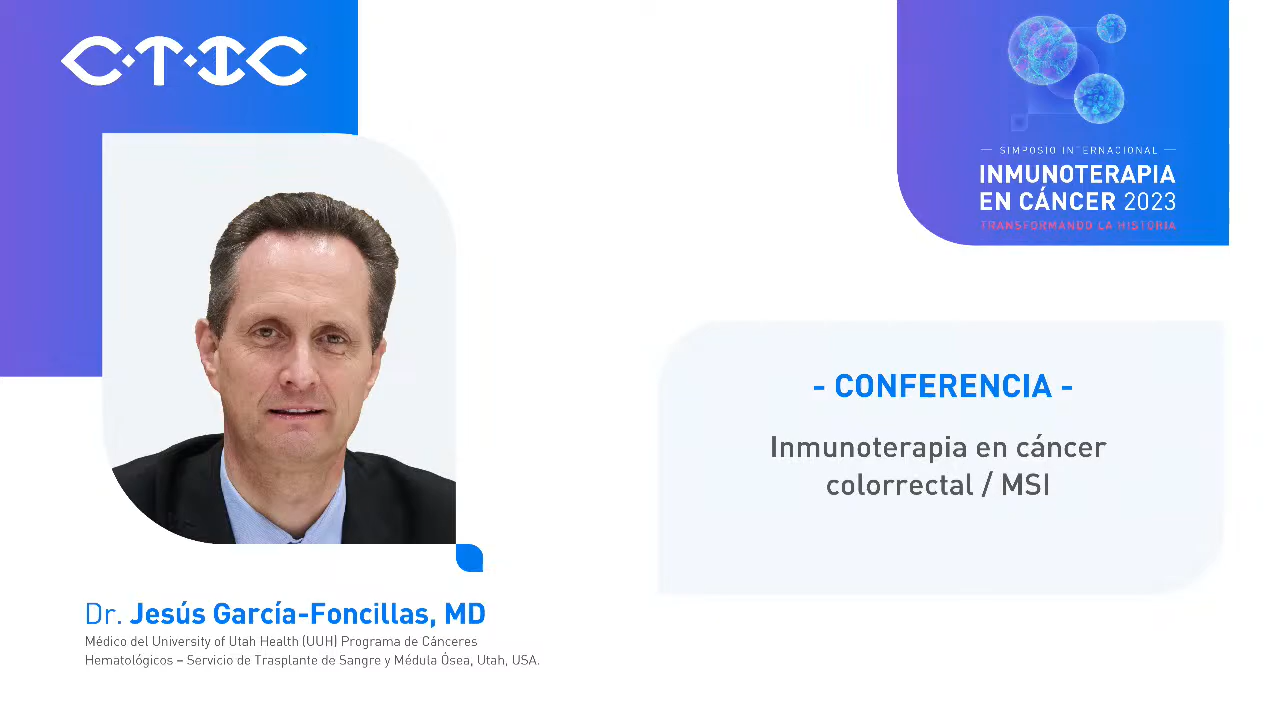 CTIC
SIMPOSIO INTERNACIONAL
INMUNOTERAPIA
EN CÁNCER 2023
TRANSFORMANDO LA HISTORIA
- CONFERENCIA -
Inmunoterapia en cáncer
colorrectal / MSI
Dr. Jesús García-Foncillas, MD
Médico del University of Utah Health (UUH) Programa de Cánceres
Hematológicos – Servicio de Trasplante de Sangre y Médula Ósea, Utah, USA.